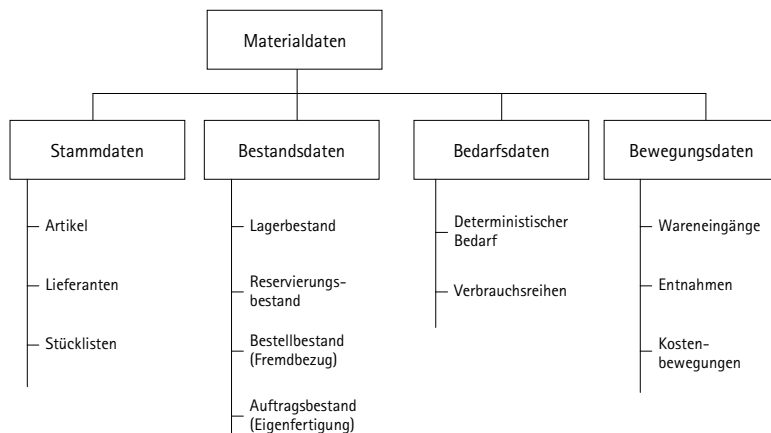 Materialdaten
Stammdaten
Bestandsdaten
Bedarfsdaten
Bewegungsdaten
Artikel
Lieferanten
Stücklisten
Lagerbestand
Reservierungs-
bestand
Bestellbestand
(Fremdbezug)
Auftragsbestand
(Eigenfertigung)
Deterministischer
Bedarf
Verbrauchsreihen
Wareneingänge
Entnahmen
Kosten-
bewegungen